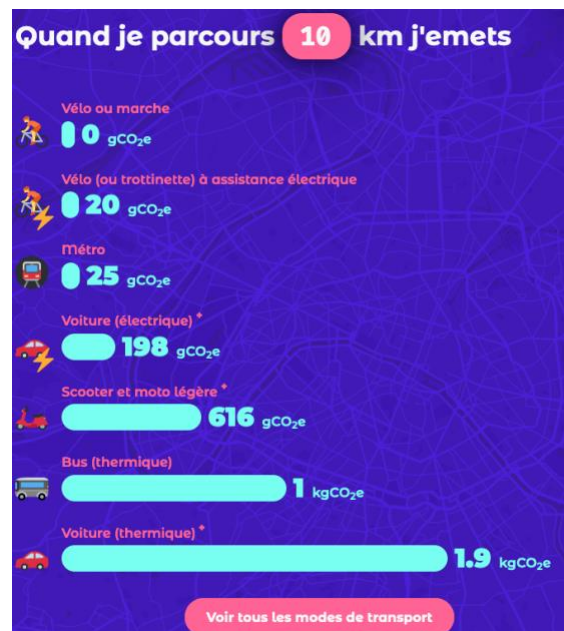 Quand je parcours 10 km j'emets
Vélo ou marche
0 gCO₂e
Vélo (ou trottinette) à assistance électrique
20 gCO₂e
Métro
25 gCO₂e
Voiture (électrique) *
198 gCO₂e
Scooter et moto légère *
616 gCO₂e
Bus (thermique)
1 kgCO₂e
Voiture (thermique) *
1.9 kgCO₂e
Voir tous les modes de transport